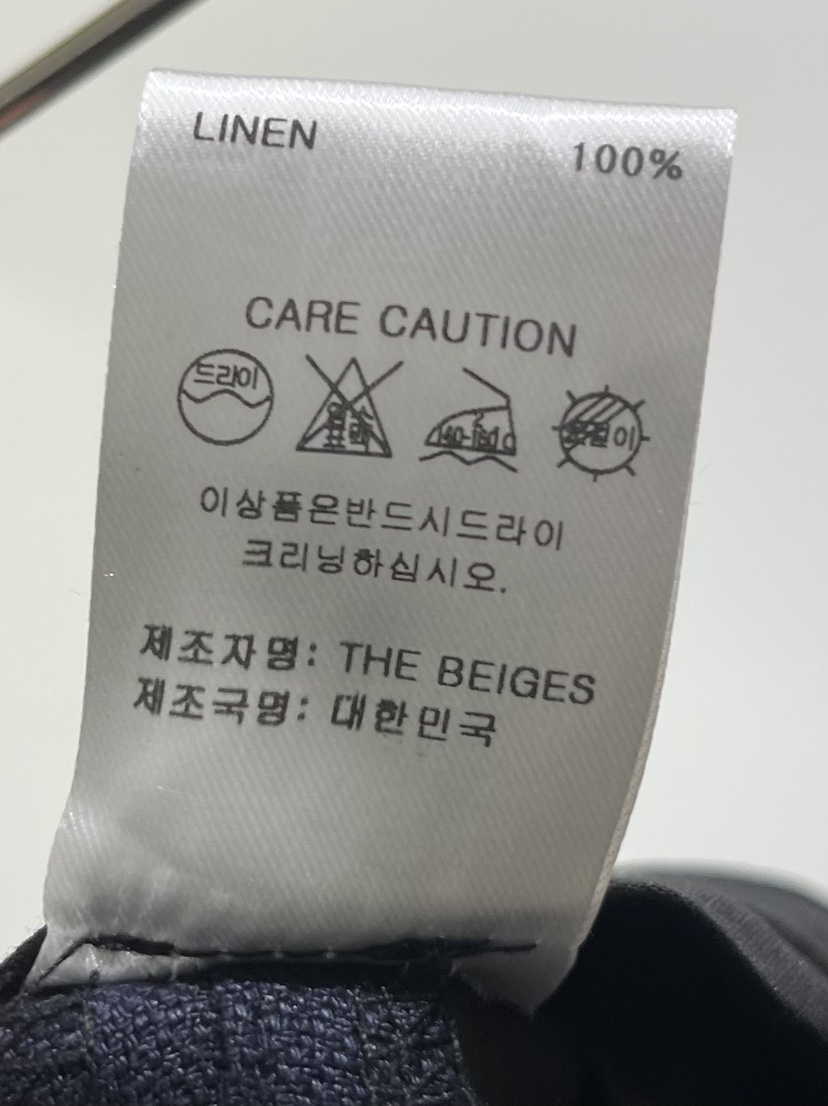 LINEN 100%
CARE CAUTION
드라이
이상품은반드시드라이
크리닝하십시오.
제조자명: THE BEIGES
제조국명: 대한민국